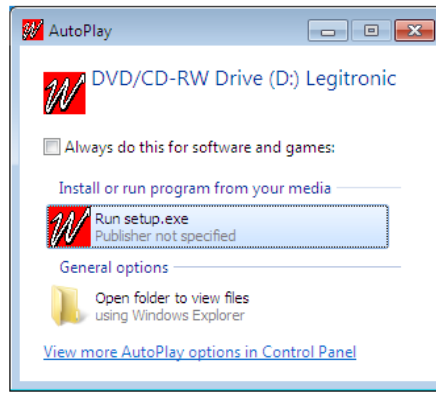 AutoPlay
DVD/CD-RW Drive (D:) Legitronic
Always do this for software and games:
Install or run program from your media
Run setup.exe
Publisher not specified
General options
Open folder to view files
using Windows Explorer
View more AutoPlay options in Control Panel